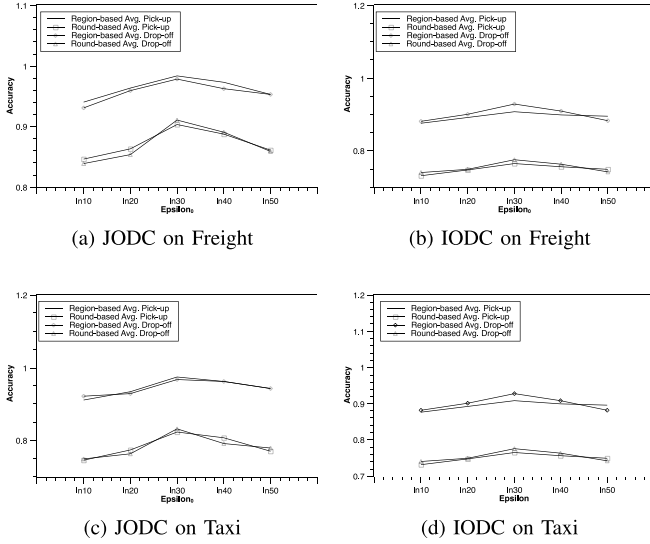 1.1
Region-based Avg. Pick-up
Round-based Avg. Pick-up
Region-based Avg. Drop-off
Round-based Avg. Drop-off
1
0.9
0.8
Accuracy
ln10 ln20 ln30 ln40 ln50
Epsilon₀
(a) JODC on Freight
1.2
Region-based Avg. Pick-up
Round-based Avg. Pick-up
Region-based Avg. Drop-off
Round-based Avg. Drop-off
1
0.8
Accuracy
ln10 ln20 ln30 ln40 ln50
Epsilon₀
(b) IODC on Freight
1.2
Region-based Avg. Pick-up
Round-based Avg. Pick-up
Region-based Avg. Drop-off
Round-based Avg. Drop-off
1
0.8
Accuracy
ln10 ln20 ln30 ln40 ln50
Epsilon₀
(c) JODC on Taxi
1.2
Region-based Avg. Pick-up
Round-based Avg. Pick-up
Region-based Avg. Drop-off
Round-based Avg. Drop-off
1.1
1
0.9
0.8
0.7
Accuracy
ln10 ln20 ln30 ln40 ln50
Epsilon
(d) IODC on Taxi